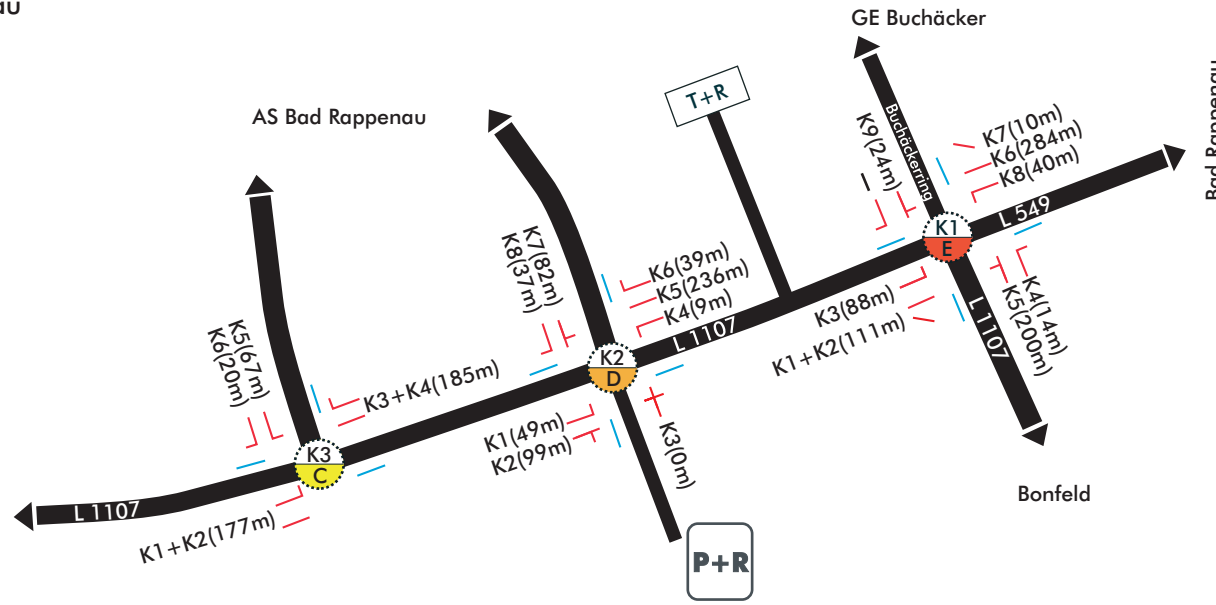 au
GE Buchäcker
Bad Rappenau
AS Bad Rappenau
T+R
Buchäckerring
K9(24m)
I
K7(10m)
K6(284m)
K8(40m)
L 549
K1
E
K3(88m)
K1+K2(111m)
L 1107
K4(14m)
K5(200m)
K7(82m)
K8(37m)
K6(39m)
K5(236m)
K4(9m)
L 1107
K2
D
K1(49m)
K2(99m)
K3(0m)
K5(67m)
K6(20m)
K3+K4(185m)
K3
C
L 1107
K1+K2(177m)
Bonfeld
P+R